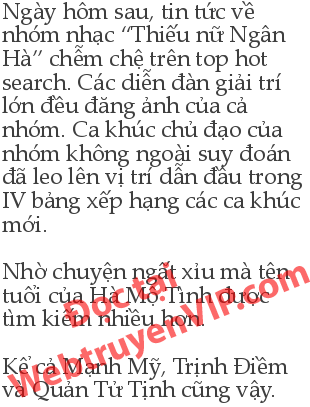 Ngày hôm sau, tin tức về
nhóm nhạc “Thiếu nữ Ngân
Hà” chễm chệ trên top hot
search. Các diễn đàn giải trí
lớn đều đăng ảnh của cả
nhóm. Ca khúc chủ đạo của
nhóm không ngoài suy đoán
đã leo lên vị trí dẫn đầu trong
IV bảng xếp hạng các ca khúc
mới.
Nhờ chuyện ngất xỉu mà tên
tuổi của Hà Mộ Tình được
tìm kiếm nhiều hơn.
Kể cả Mạnh Mỹ, Trịnh Điềm
và Quản Tử Tịnh cũng vậy.
Đọc tại
WebtruyenVIP.com